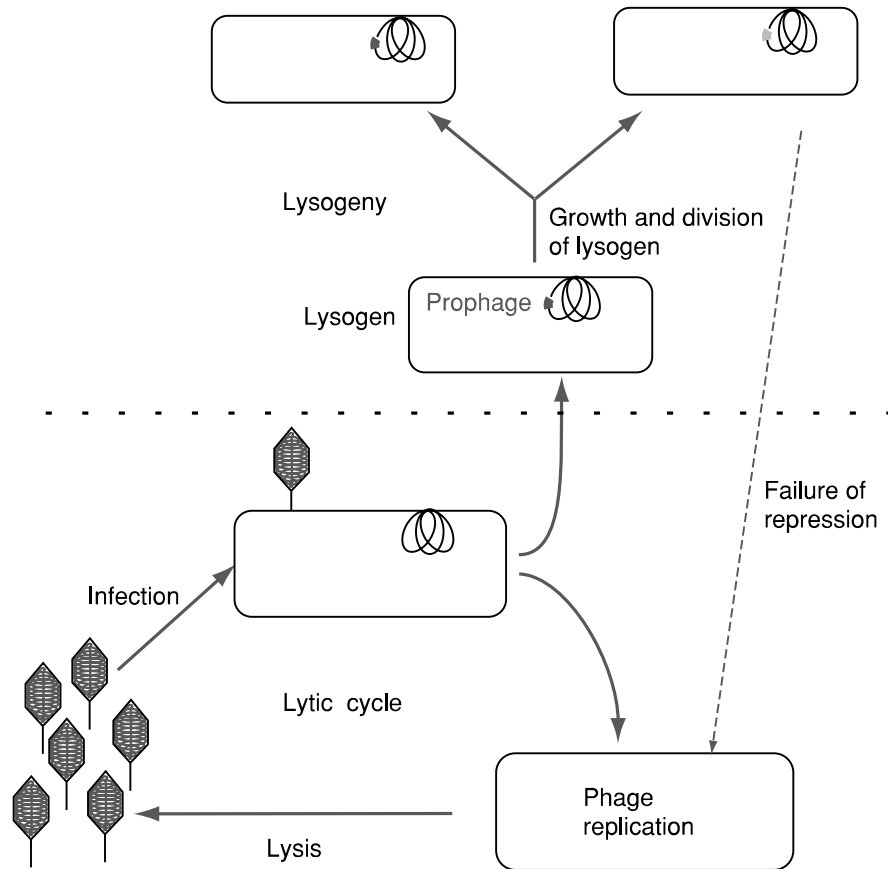 Lysogeny
Growth and division
of lysogen
Lysogen
Prophage
Failure of
repression
Infection
Lytic cycle
Phage
replication
Lysis